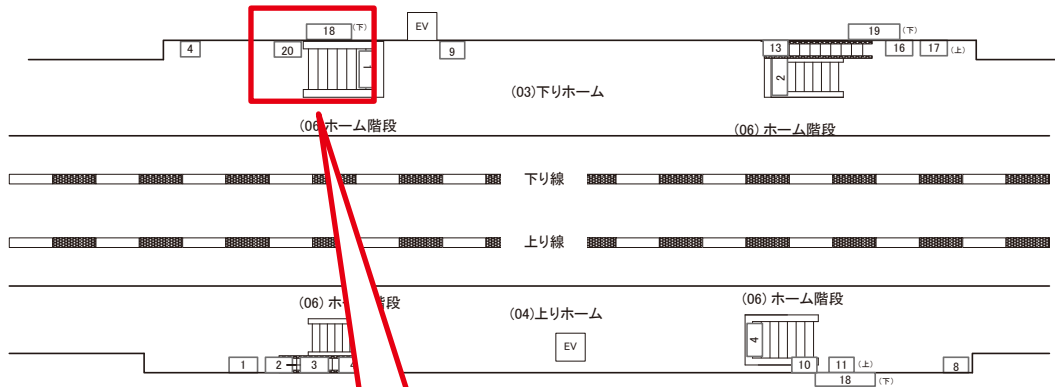 18 (下)
EV
19 (下)
4
20
1
9
13
16
17 (上)
2
(03)下りホーム
(06)ホーム階段
(06)ホーム階段
下り線
上り線
(06)ホーム階段
(06)ホーム階段
(04)上りホーム
EV
4
1
2
3
10
11 (上)
8
18 (下)